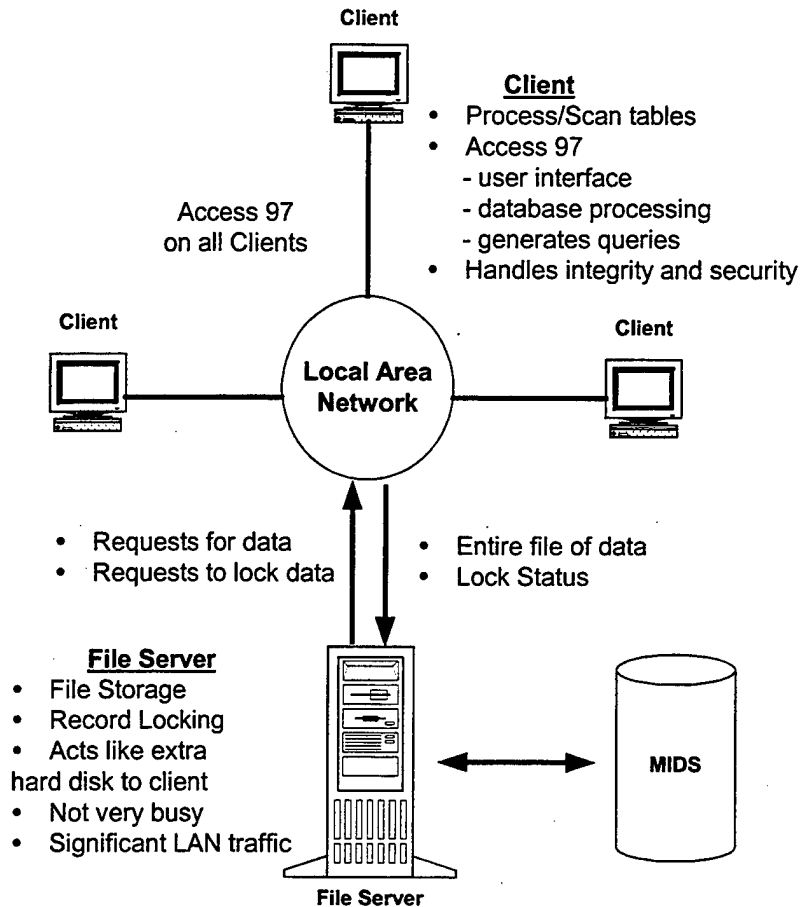 Client
Client
• Process/Scan tables
• Access 97
- user interface
- database processing
- generates queries
• Handles integrity and security
Access 97
on all Clients
Client
Client
Local Area
Network
• Requests for data
• Requests to lock data
• Entire file of data
• Lock Status
File Server
• File Storage
• Record Locking
• Acts like extra
hard disk to client
• Not very busy
• Significant LAN traffic
MIDS
File Server